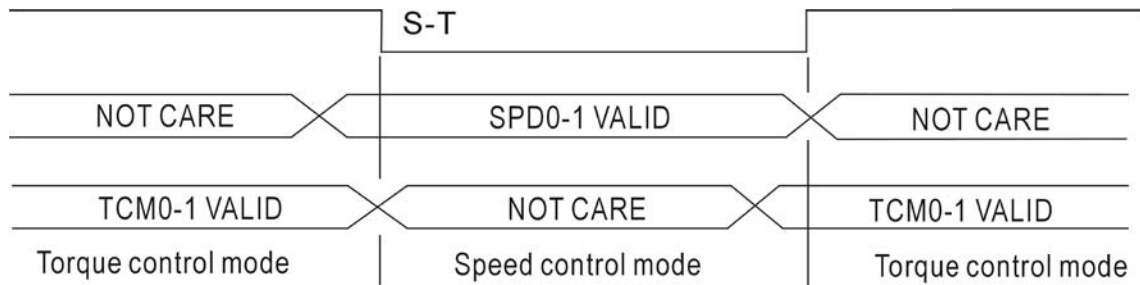 S-T
NOT CARE SPD0-1 VALID NOT CARE
TCM0-1 VALID NOT CARE TCM0-1 VALID
Torque control mode Speed control mode Torque control mode